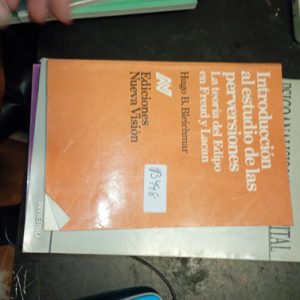 Introducción
al estudio de las
perversiones
La teoría del Edipo
en Freud y Lacan
Hugo B. Bleichmar
Ediciones
Nueva Visión